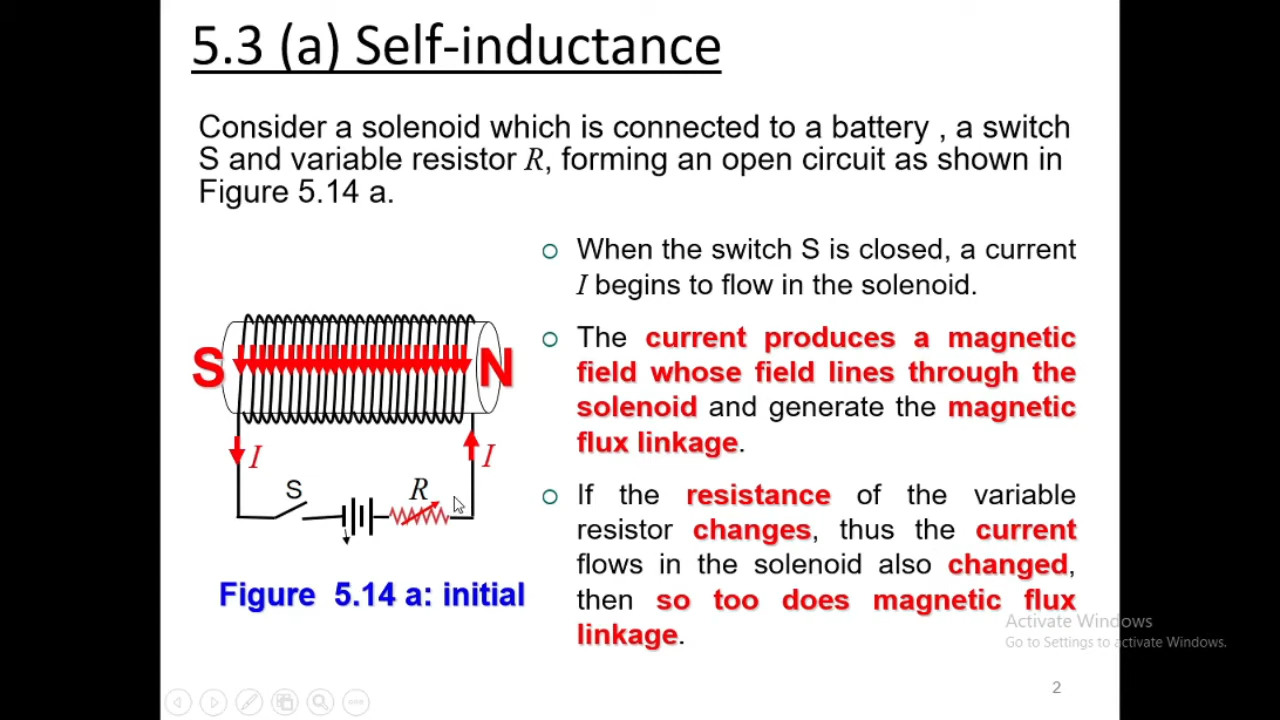 5.3 (a) Self-inductance
Consider a solenoid which is connected to a battery , a switch
S and variable resistor R, forming an open circuit as shown in
Figure 5.14 a.
When the switch S is closed, a current
I begins to flow in the solenoid.
The current produces a magnetic
field whose field lines through the
solenoid and generate the magnetic
flux linkage.
If the resistance of the variable
resistor changes, thus the current
flows in the solenoid also changed,
then so too does magnetic flux
linkage.
S
N
I
I
S
R
Figure 5.14 a: initial
Activate Windows
Go to Settings to activate Windows.
2